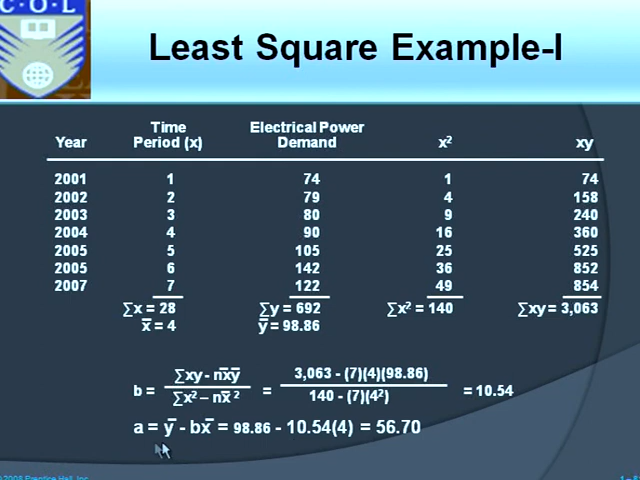 C · O · L
Least Square Example-I
Time Electrical Power
Year Period (x) Demand x² xy
2001 1 74 1 74
2002 2 79 4 158
2003 3 80 9 240
2004 4 90 16 360
2005 5 105 25 525
2005 6 142 36 852
2007 7 122 49 854
∑x = 28 ∑y = 692 ∑x² = 140 ∑xy = 3,063
x̅ = 4 y̅ = 98.86
b = (∑xy - nx̅y̅) / (∑x² – nx̅²) = (3,063 - (7)(4)(98.86)) / (140 - (7)(4²)) = 10.54
a = y̅ - bx̅ = 98.86 - 10.54(4) = 56.70